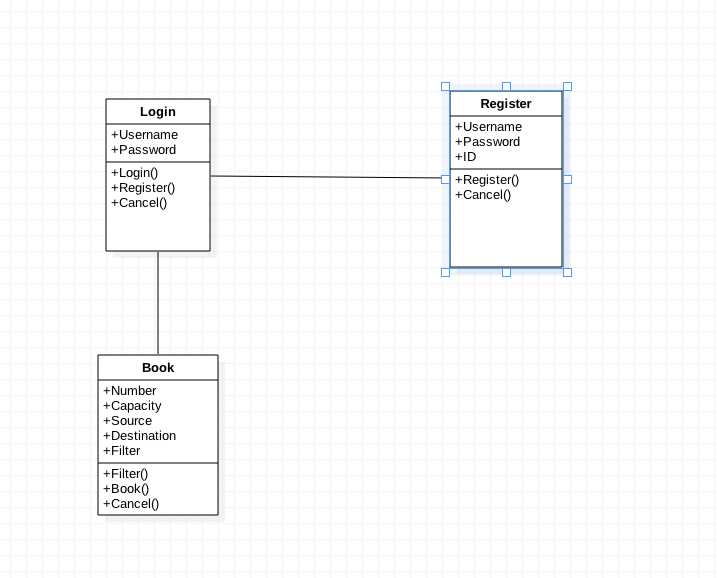 Login
+Username
+Password
+Login()
+Register()
+Cancel()
Register
+Username
+Password
+ID
+Register()
+Cancel()
Book
+Number
+Capacity
+Source
+Destination
+Filter
+Filter()
+Book()
+Cancel()